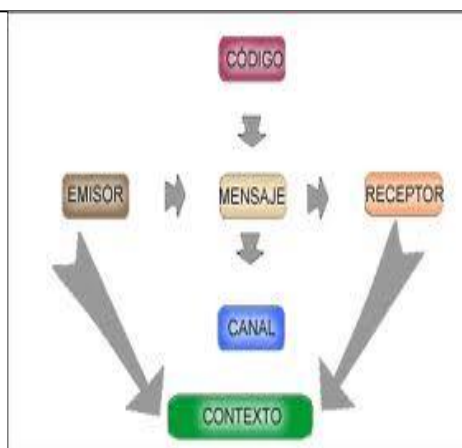 CÓDIGO
EMISOR
MENSAJE
RECEPTOR
CANAL
CONTEXTO